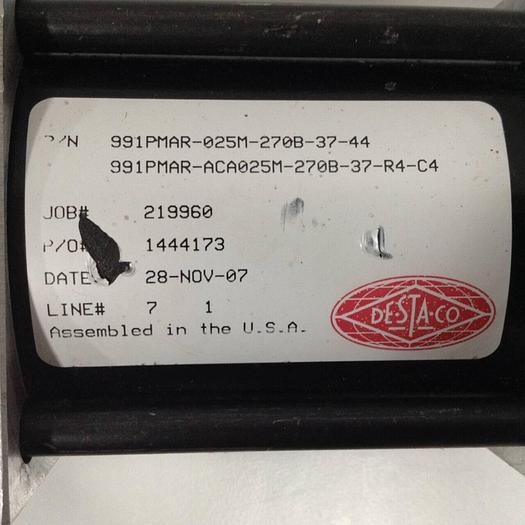 P/N 991PMAR-025M-270B-37-44
991PMAR-ACA025M-270B-37-R4-C4
JOB# 219960
P/O# 1444173
DATE 28-NOV-07
LINE# 7 1
Assembled in the U.S.A.
DE-STA-CO